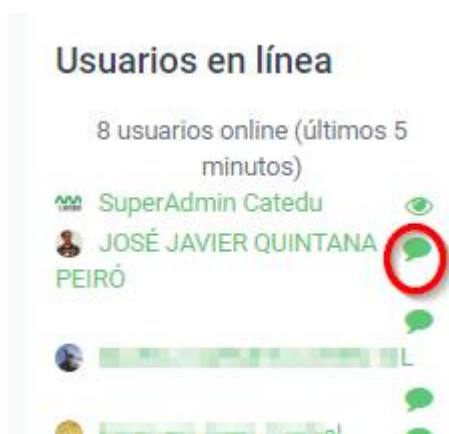 Usuarios en línea
8 usuarios online (últimos 5
minutos)
SuperAdmin Catedu
JOSÉ JAVIER QUINTANA
PEIRÓ
L